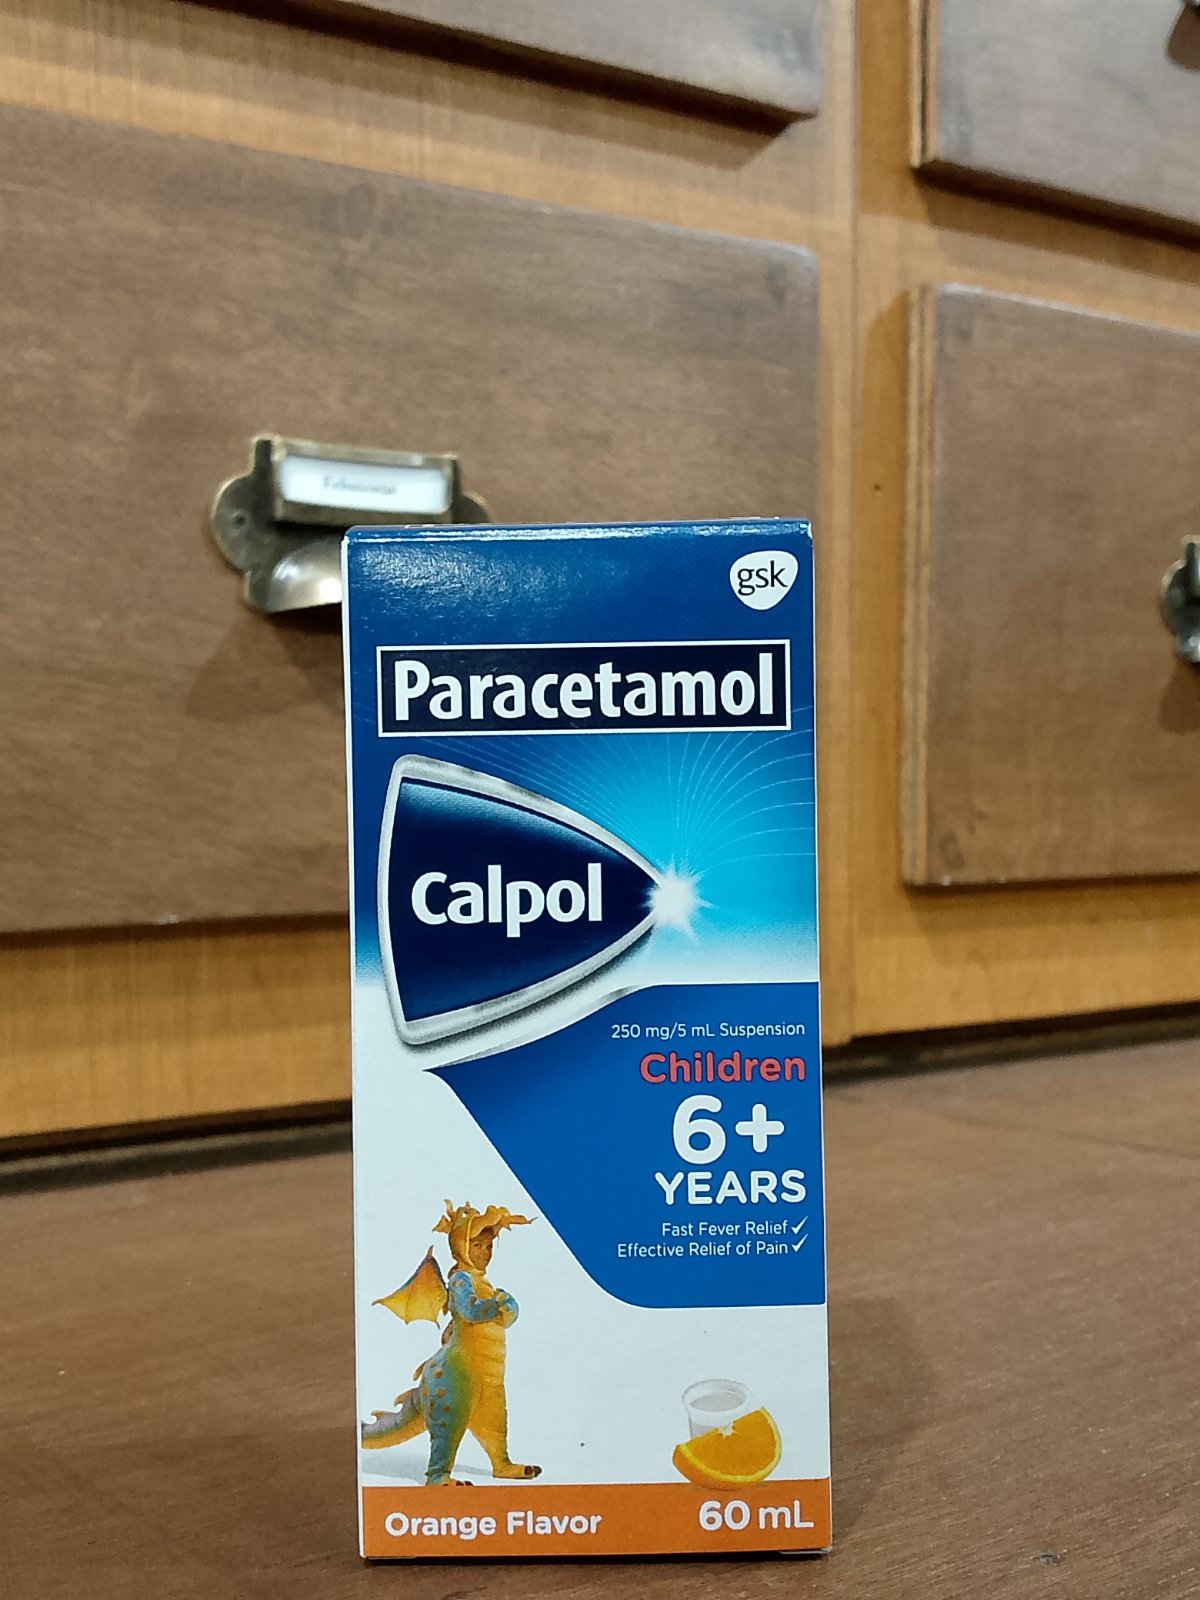 gsk
Paracetamol
Calpol
250 mg/5 mL Suspension
Children
6+
YEARS
Fast Fever Relief ✓
Effective Relief of Pain ✓
Orange Flavor
60 mL